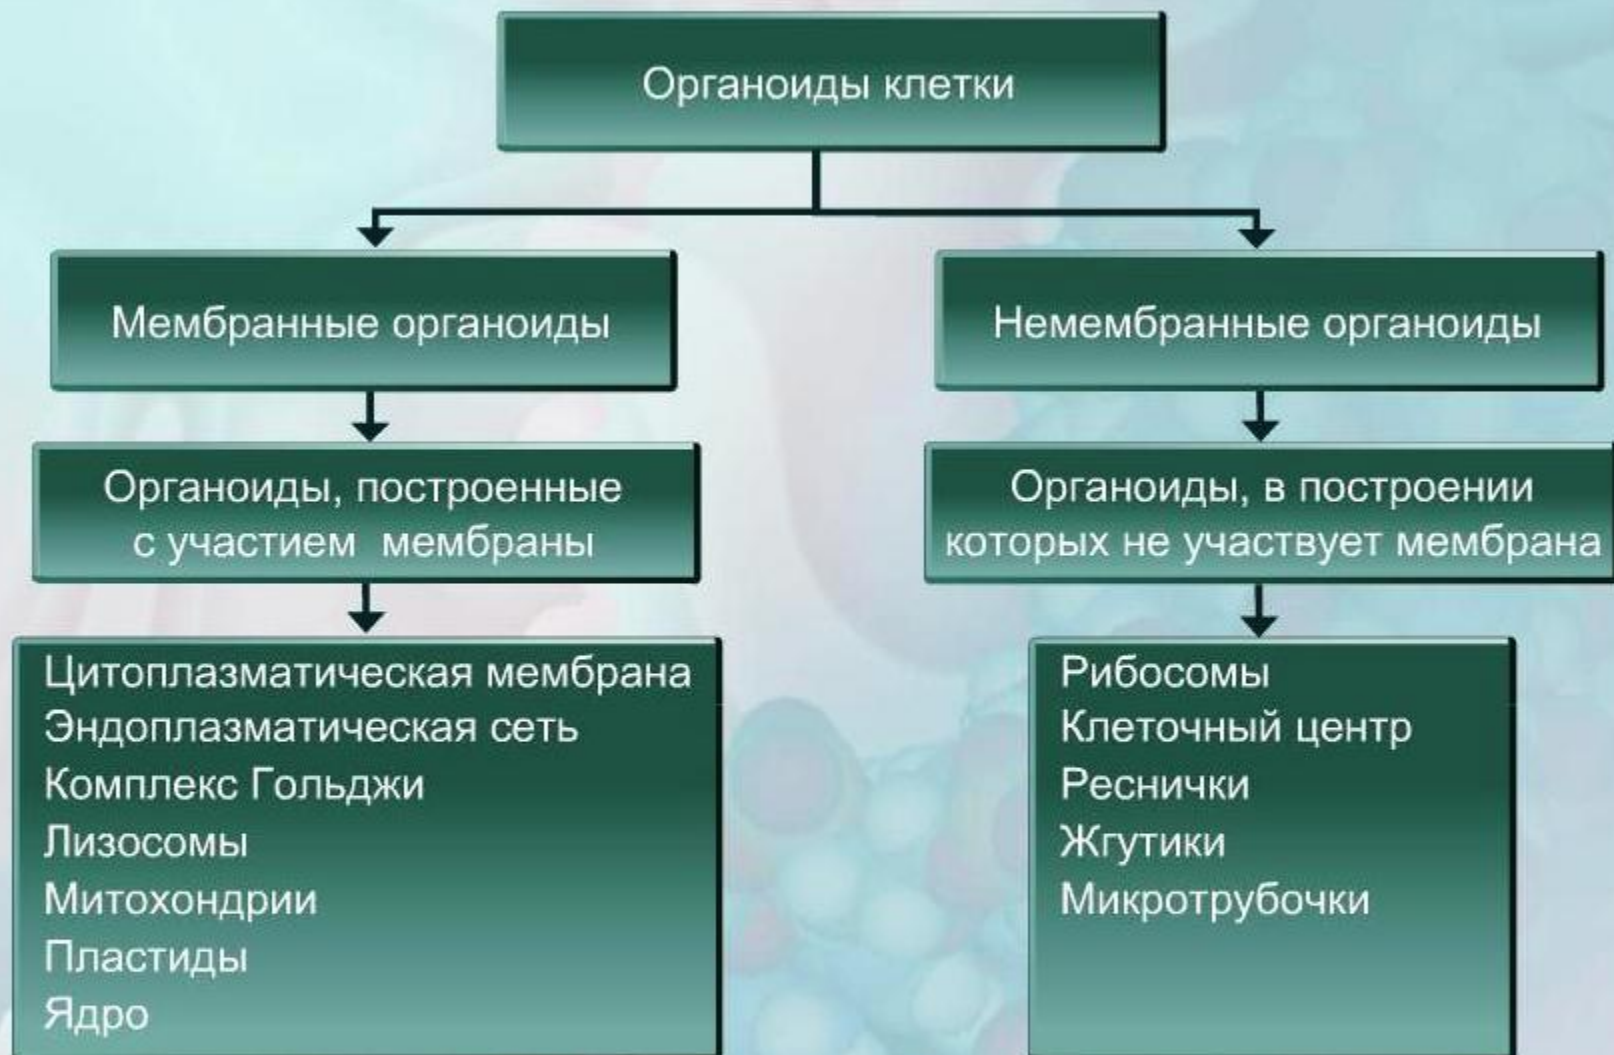 Органоиды клетки
Мембранные органоиды
Немембранные органоиды
Органоиды, построенные
с участием мембраны
Органоиды, в построении
которых не участвует мембрана
Цитоплазматическая мембрана
Эндоплазматическая сеть
Комплекс Гольджи
Лизосомы
Митохондрии
Пластиды
Ядро
Рибосомы
Клеточный центр
Реснички
Жгутики
Микротрубочки